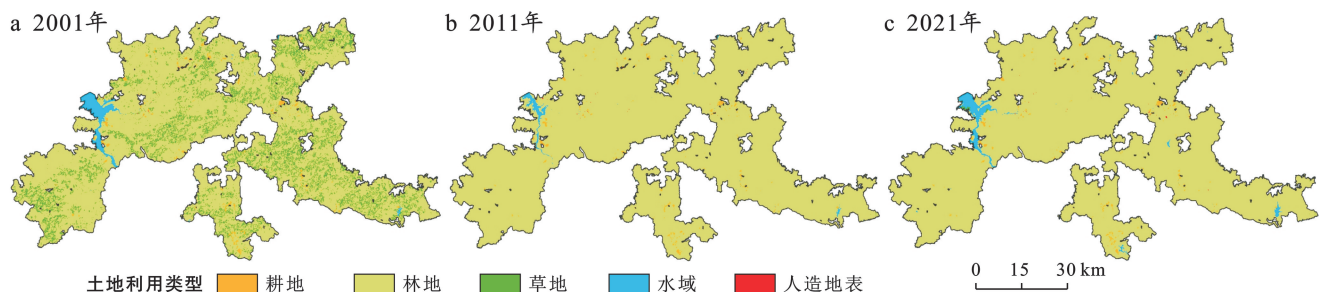 a 2001年
b 2011年
c 2021年
土地利用类型 耕地 林地 草地 水域 人造地表
0 15 30 km